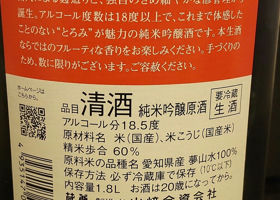 誕生。アルコール度数は18度以上で、これまで体感した
ことのない"とろみ"が魅力の純米吟醸酒です。本生酒
ならではのフルーティな香りをお楽しみください。手づくりのた
め、数に限りがございます。ご容赦ください。
ホームページは
こちらから。
品目 清酒 純米吟醸原酒
要冷蔵
生酒
アルコール分18.5度
原材料名 米(国産)、米こうじ(国産米)
精米歩合 60%
原料米の品種名 愛知県産 夢山水100%
保存方法 必ず冷蔵庫で保存(10℃以下)
内容量1.8L お酒は20歳になってから。